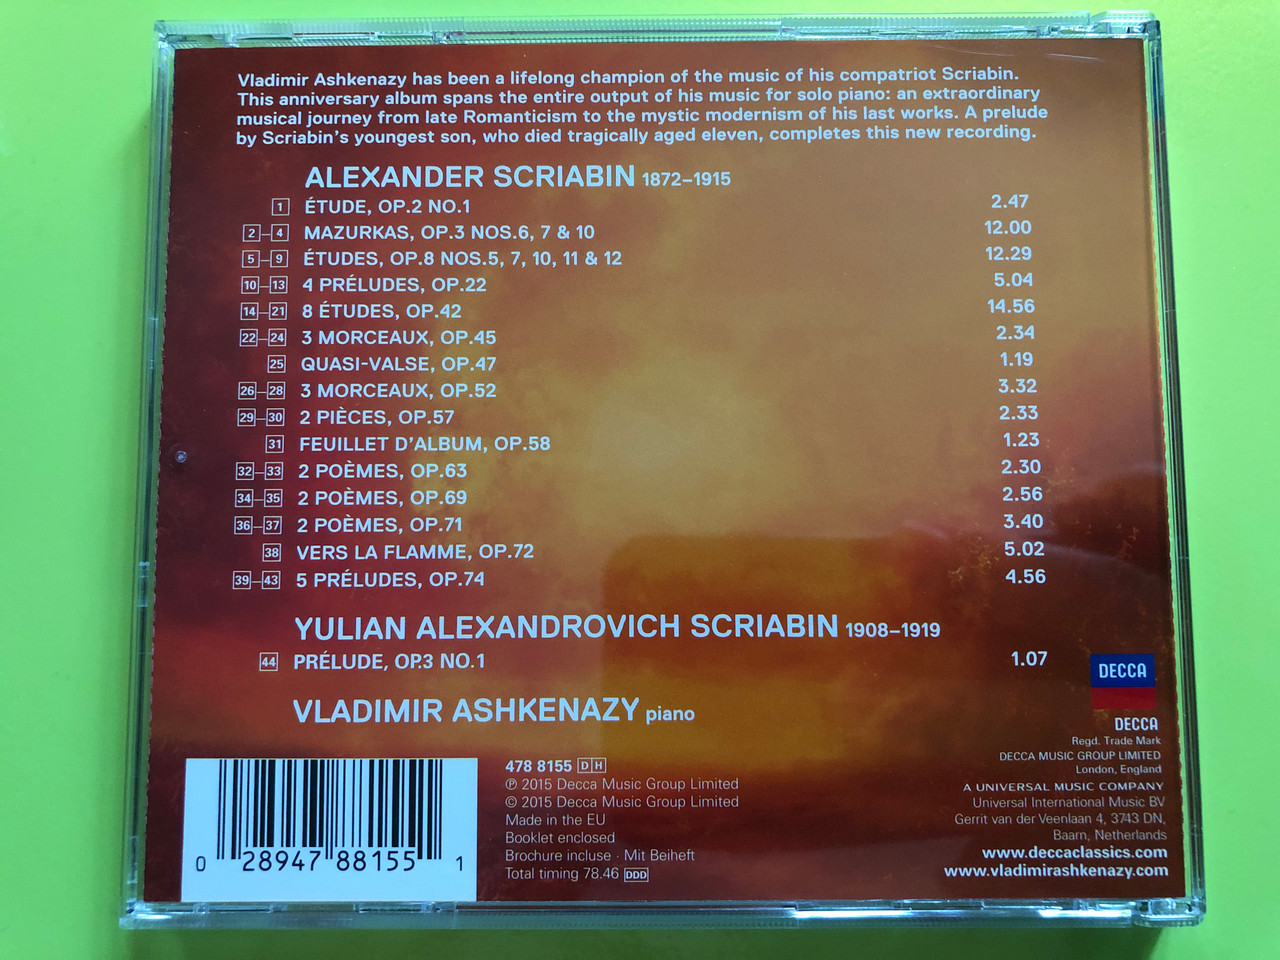 Vladimir Ashkenazy has been a lifelong champion of the music of his compatriot Scriabin.
This anniversary album spans the entire output of his music for solo piano: an extraordinary
musical journey from late Romanticism to the mystic modernism of his last works. A prelude
by Scriabin's youngest son, who died tragically aged eleven, completes this new recording.
ALEXANDER SCRIABIN 1872–1915
1 ÉTUDE, OP.2 NO.1 2.47
2–4 MAZURKAS, OP.3 NOS.6, 7 & 10 12.00
5–9 ÉTUDES, OP.8 NOS.5, 7, 10, 11 & 12 12.29
10–13 4 PRÉLUDES, OP.22 5.04
14–21 8 ÉTUDES, OP.42 14.56
22–24 3 MORCEAUX, OP.45 2.34
25 QUASI-VALSE, OP.47 1.19
26–28 3 MORCEAUX, OP.52 3.32
29–30 2 PIÈCES, OP.57 2.33
31 FEUILLET D'ALBUM, OP.58 1.23
32–33 2 POÈMES, OP.63 2.30
34–35 2 POÈMES, OP.69 2.56
36–37 2 POÈMES, OP.71 3.40
38 VERS LA FLAMME, OP.72 5.02
39–43 5 PRÉLUDES, OP.74 4.56
YULIAN ALEXANDROVICH SCRIABIN 1908–1919
44 PRÉLUDE, OP.3 NO.1 1.07
VLADIMIR ASHKENAZY piano
DECCA
DECCA
Regd. Trade Mark
DECCA MUSIC GROUP LIMITED
London, England
A UNIVERSAL MUSIC COMPANY
Universal International Music BV
Gerrit van der Veenlaan 4, 3743 DN,
Baarn, Netherlands
www.deccaclassics.com
www.vladimirashkenazy.com
478 8155 DH
℗ 2015 Decca Music Group Limited
© 2015 Decca Music Group Limited
Made in the EU
Booklet enclosed
Brochure incluse · Mit Beiheft
Total timing 78.46 DDD
0 28947 88155 1